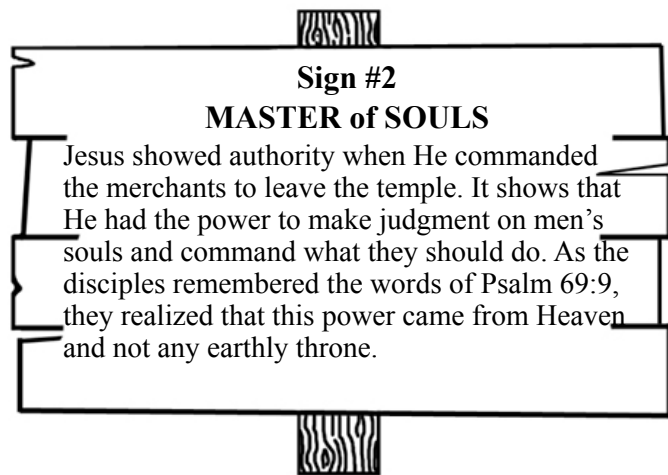 Sign #2
MASTER of SOULS
Jesus showed authority when He commanded
the merchants to leave the temple. It shows that
He had the power to make judgment on men’s
souls and command what they should do. As the
disciples remembered the words of Psalm 69:9,
they realized that this power came from Heaven
and not any earthly throne.